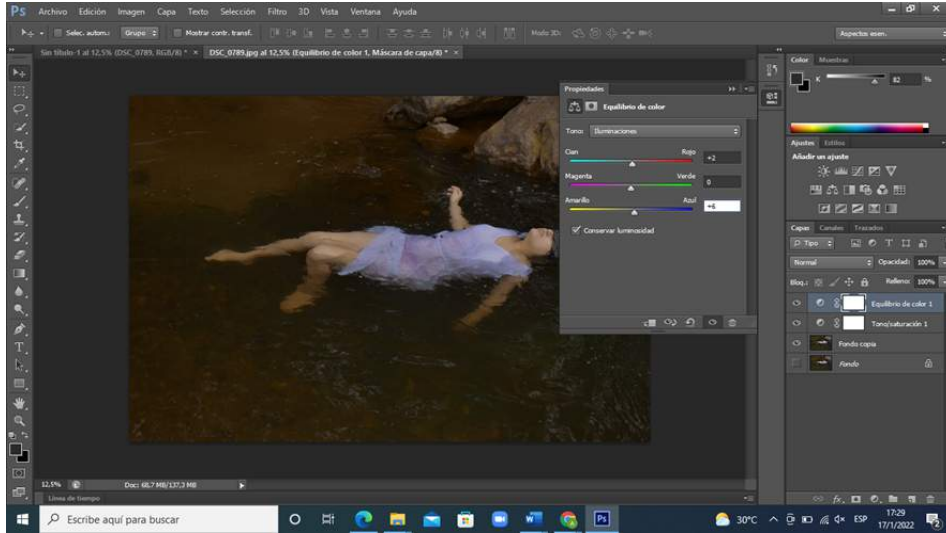 Ps Archivo Edición Imagen Capa Texto Selección Filtro 3D Vista Ventana Ayuda
Selec. autom.: Grupo Mostrar contr. transf. Modo 3D: Aspectos esen.
Sin título-1 al 12,5% (DSC_0789, RGB/8) * × DSC_0789.jpg al 12,5% (Equilibrio de color 1, Máscara de capa/8) * ×
Color Muestras
K 82 %
Propiedades
Equilibrio de color
Tono: Iluminaciones
Cian Rojo +2
Magenta Verde 0
Amarillo Azul +6
Conservar luminosidad
Ajustes Estilos
Añadir un ajuste
Capas Canales Trazados
Tipo
Normal Opacidad: 100%
Bloq.: Relleno: 100%
Equilibrio de color 1
Tono/saturación 1
Fondo copia
Fondo
12,5% Doc: 68,7 MB/137,3 MB
Línea de tiempo
Escribe aquí para buscar
30°C ESP 17:29
17/1/2022